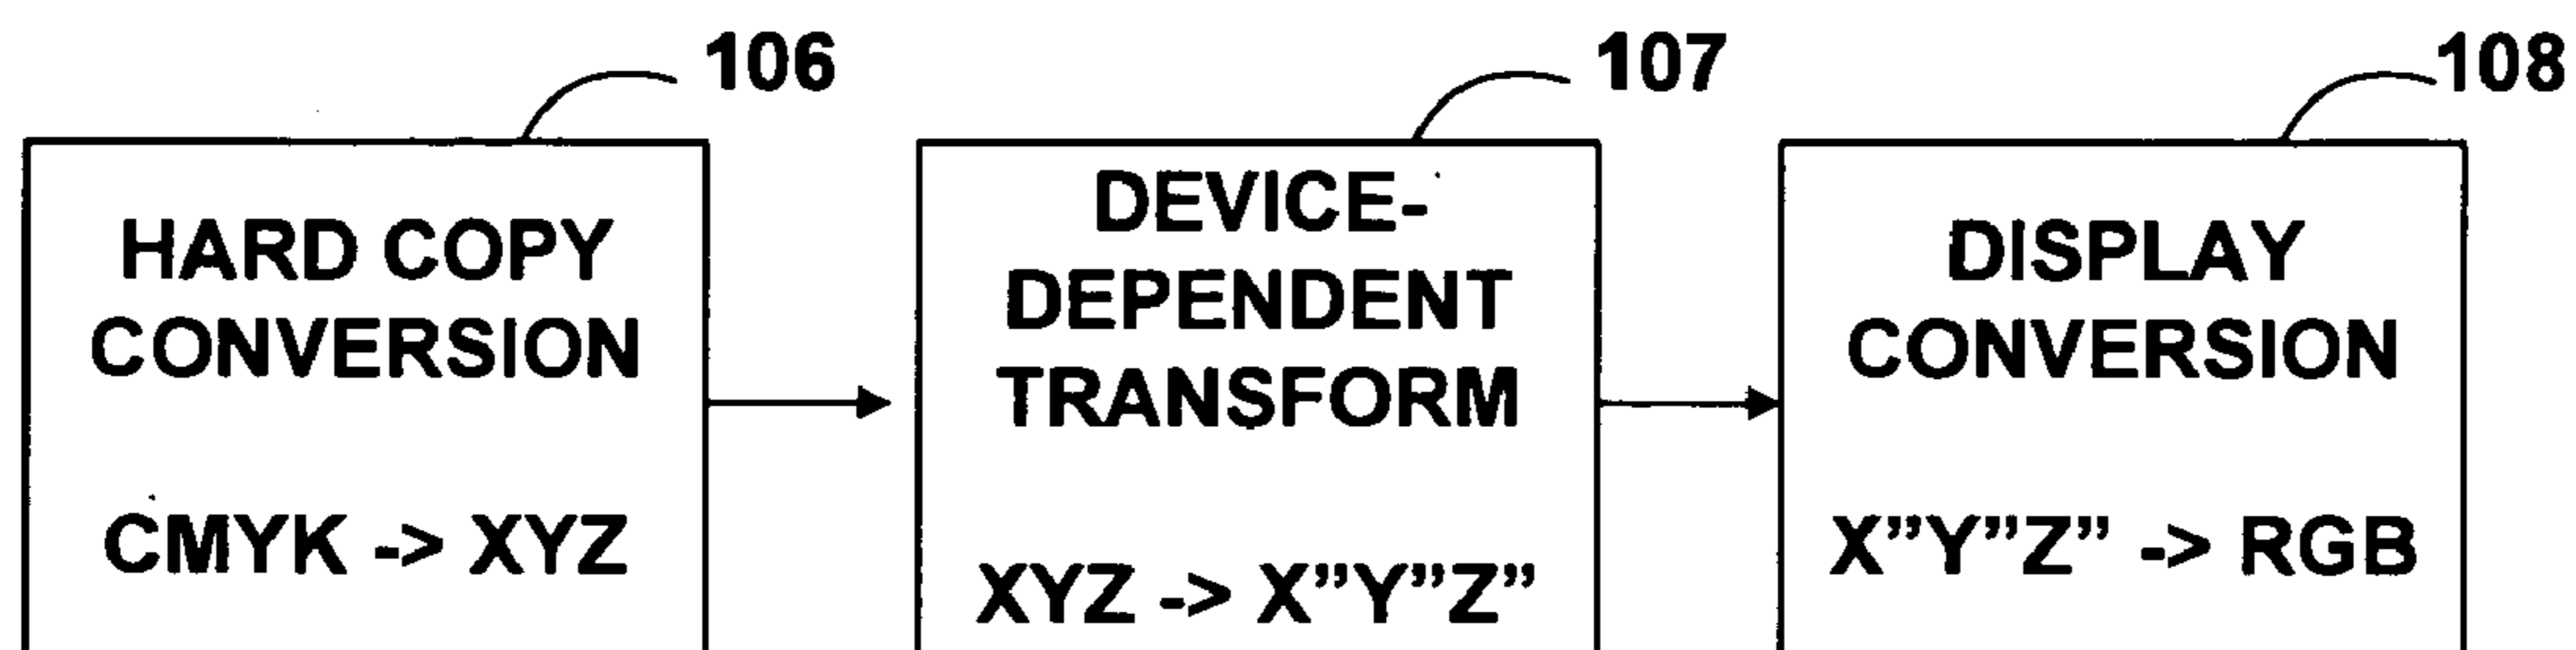 106
HARD COPY
CONVERSION
CMYK -> XYZ
107
DEVICE-
DEPENDENT
TRANSFORM
XYZ -> X”Y”Z”
108
DISPLAY
CONVERSION
X”Y”Z” -> RGB